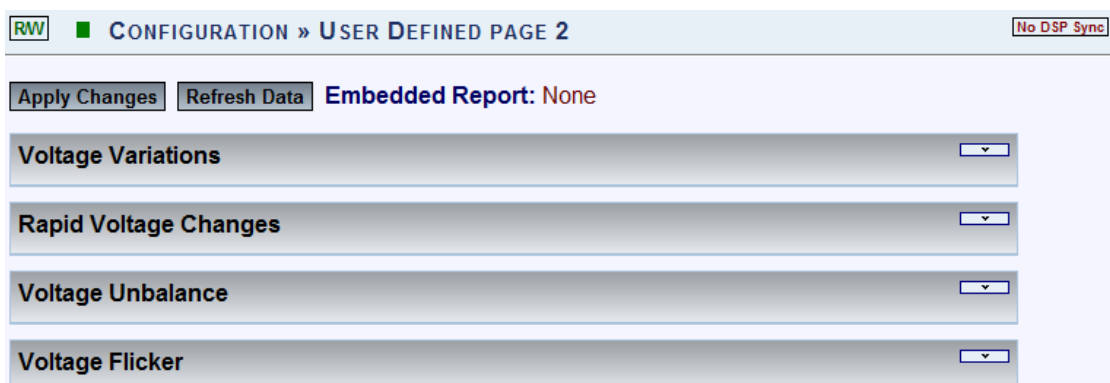 R/W CONFIGURATION » USER DEFINED PAGE 2 No DSP Sync
Apply Changes Refresh Data Embedded Report: None
Voltage Variations
Rapid Voltage Changes
Voltage Unbalance
Voltage Flicker